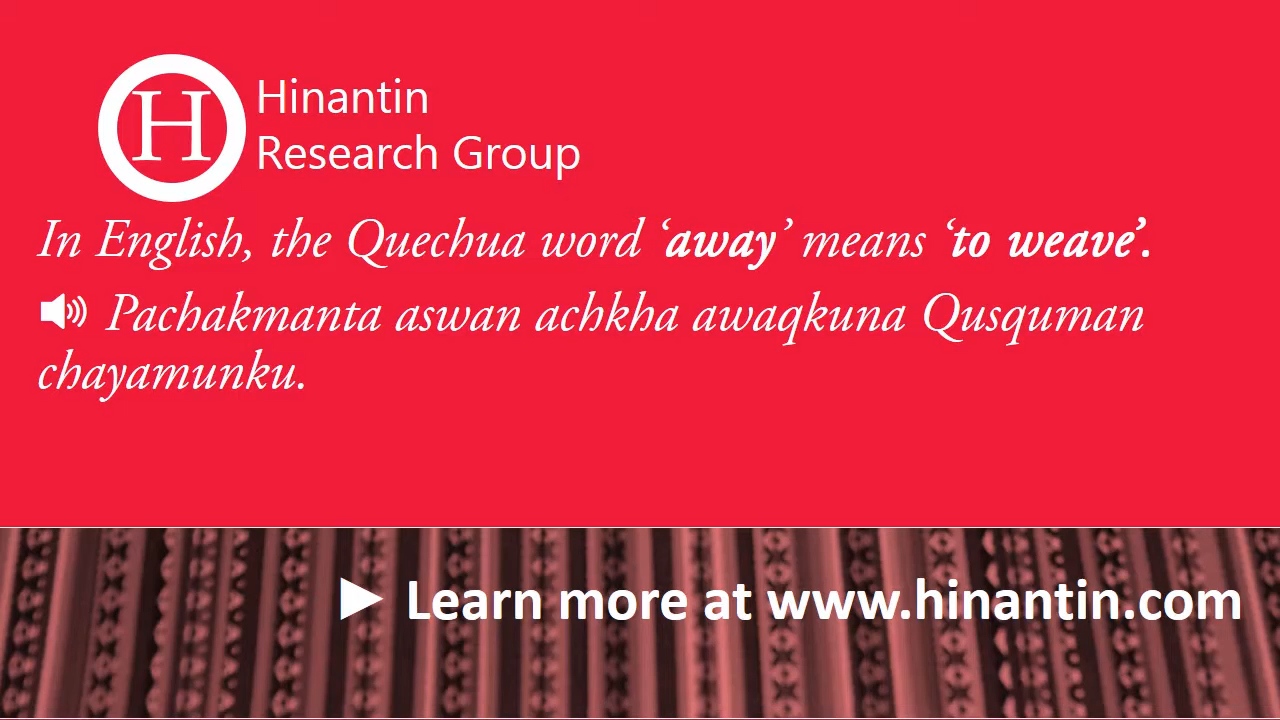 H
Hinantin
Research Group
In English, the Quechua word ‘away’ means ‘to weave’.
Pachakmanta aswan achkha awaqkuna Qusquman
chayamunku.
Learn more at www.hinantin.com